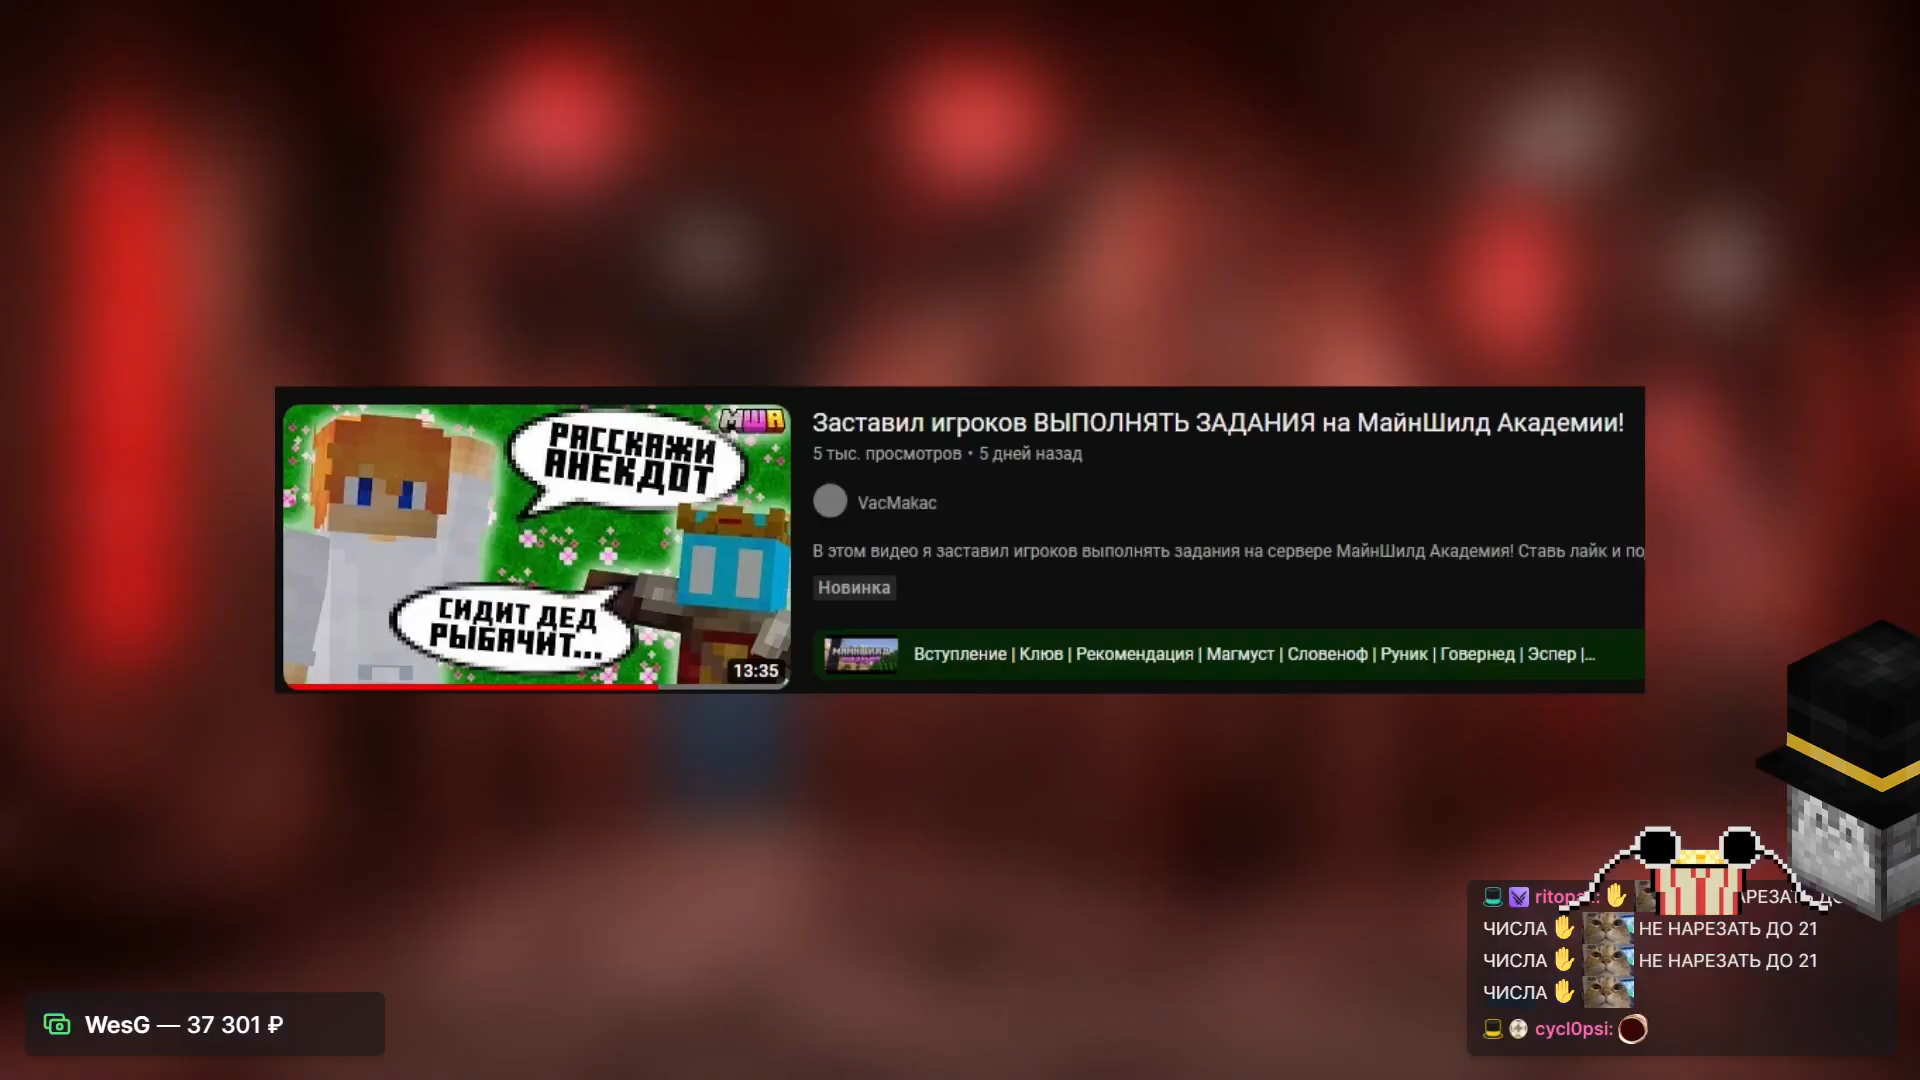 МША
РАССКАЖИ
АНЕКДОТ
СИДИТ ДЕД
РЫБАЧИТ...
13:35
Заставил игроков ВЫПОЛНЯТЬ ЗАДАНИЯ на МайнШилд Академии!
5 тыс. просмотров • 5 дней назад
VacMakac
В этом видео я заставил игроков выполнять задания на сервере МайнШилд Академия! Ставь лайк и по
Новинка
МАЙНШИЛД
Вступление | Клюв | Рекомендация | Магмуст | Словеноф | Руник | Говернед | Эспер |...
WesG — 37 301 ₽
ЧИСЛА ✋ НЕ НАРЕЗАТЬ ДО 21
ЧИСЛА ✋ НЕ НАРЕЗАТЬ ДО 21
ЧИСЛА ✋
cycl0psi: